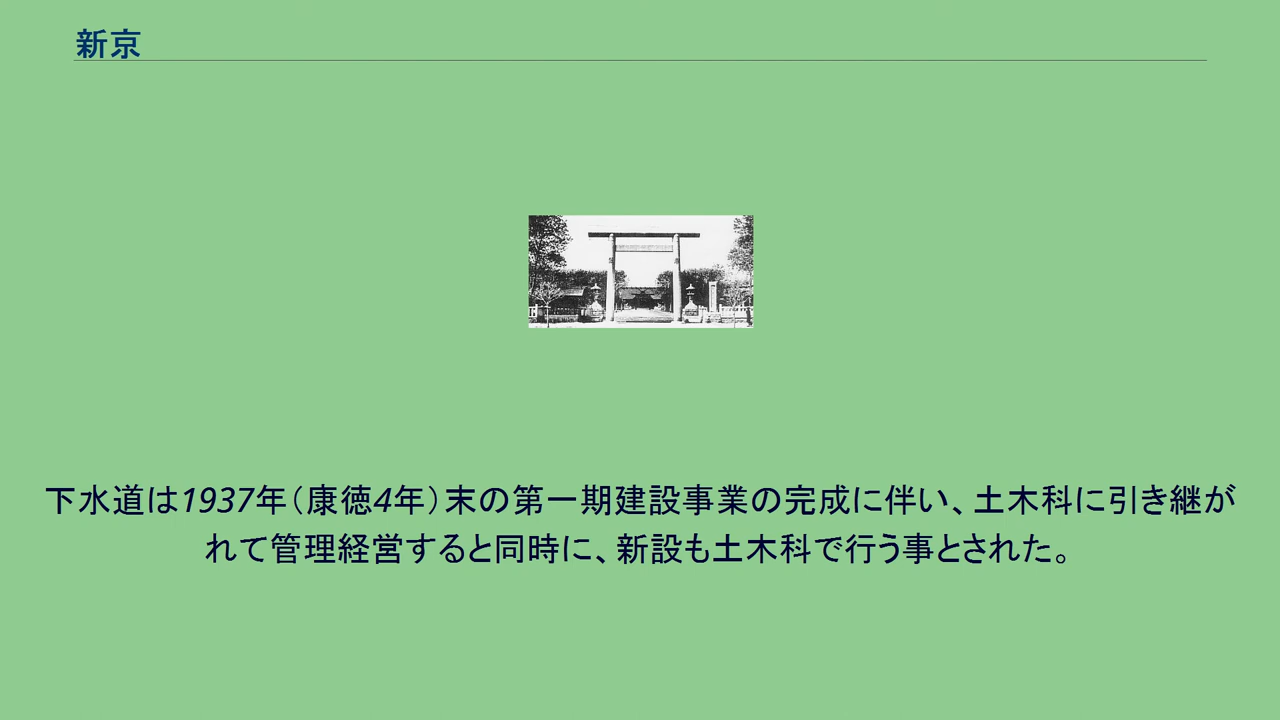 新京
下水道は1937年（康徳4年）末の第一期建設事業の完成に伴い、土木科に引き継が
れて管理経営すると同時に、新設も土木科で行う事とされた。